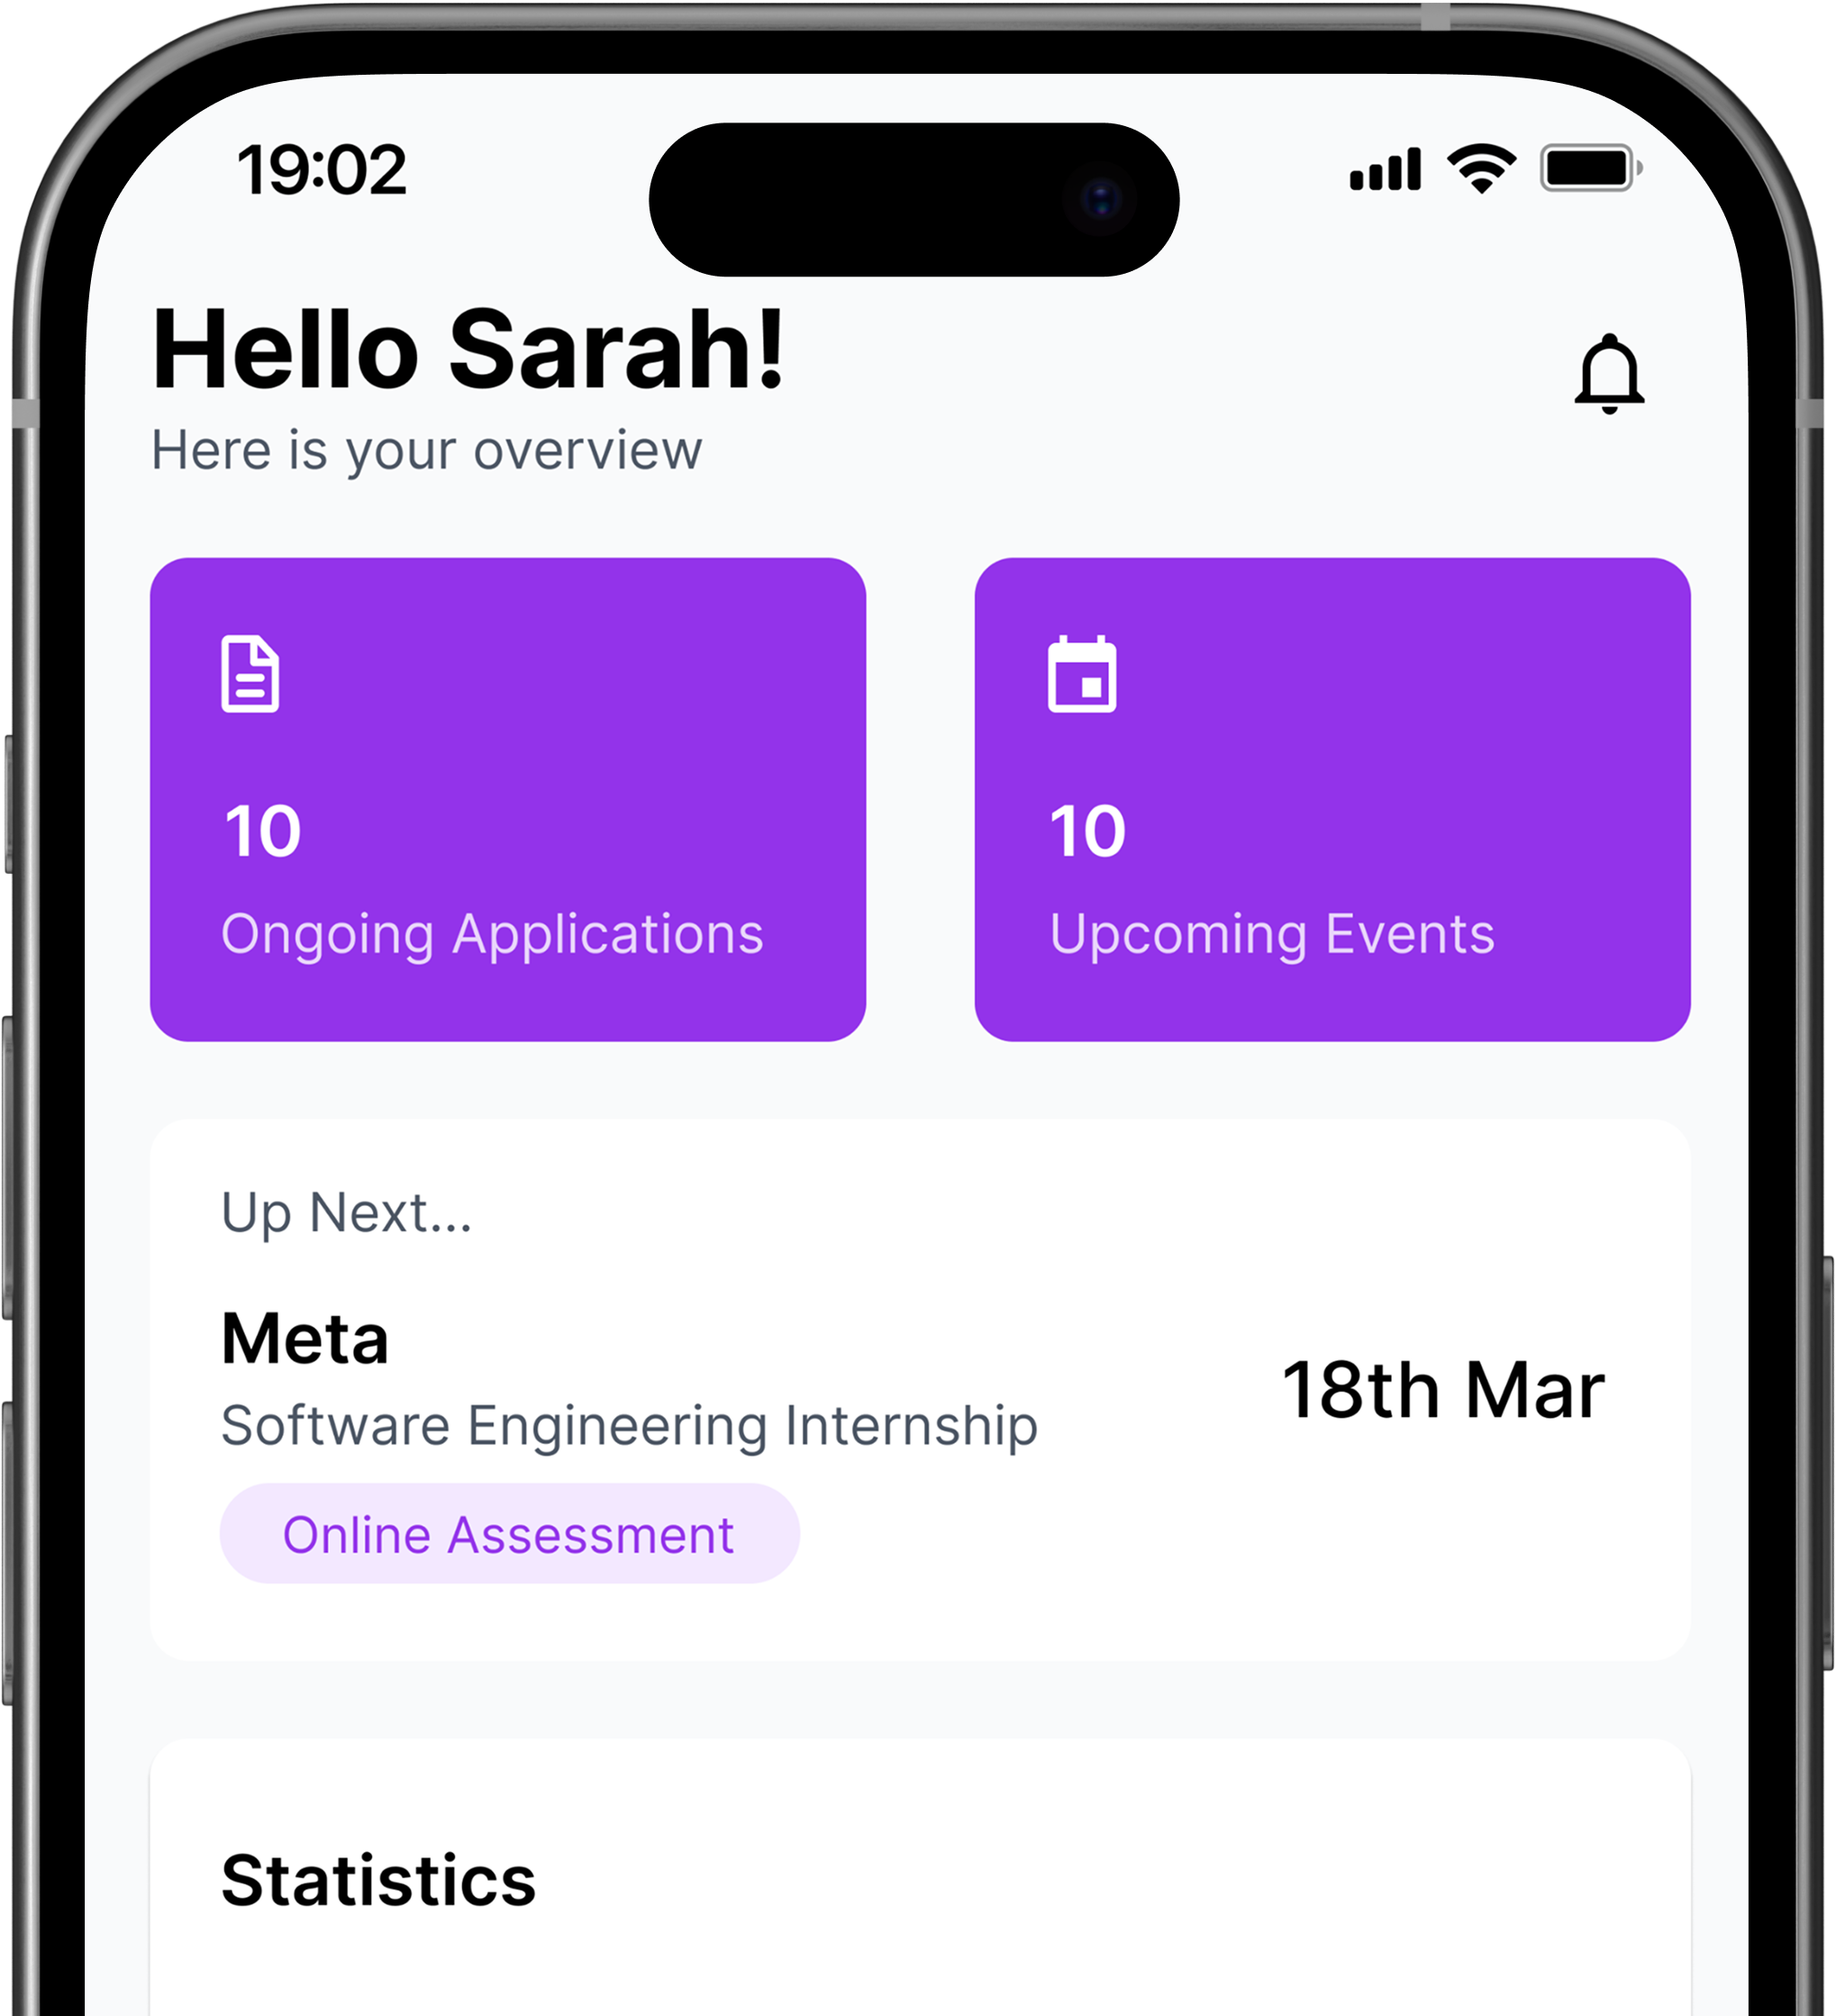 19:02
Hello Sarah!
Here is your overview
10
Ongoing Applications
10
Upcoming Events
Up Next...
Meta
Software Engineering Internship
18th Mar
Online Assessment
Statistics